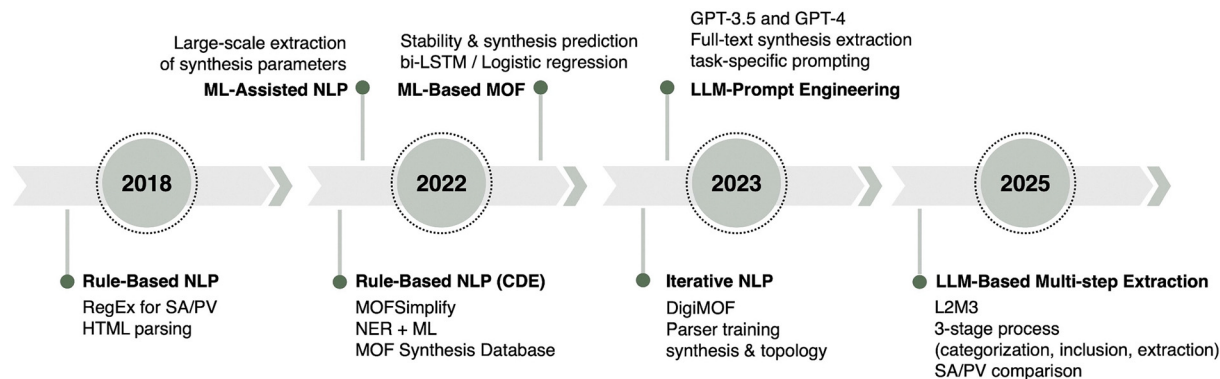 Large-scale extraction
of synthesis parameters
ML-Assisted NLP
Stability & synthesis prediction
bi-LSTM / Logistic regression
ML-Based MOF
GPT-3.5 and GPT-4
Full-text synthesis extraction
task-specific prompting
LLM-Prompt Engineering
2018
2022
2023
2025
Rule-Based NLP
RegEx for SA/PV
HTML parsing
Rule-Based NLP (CDE)
MOFSimplify
NER + ML
MOF Synthesis Database
Iterative NLP
DigiMOF
Parser training
synthesis & topology
LLM-Based Multi-step Extraction
L2M3
3-stage process
(categorization, inclusion, extraction)
SA/PV comparison